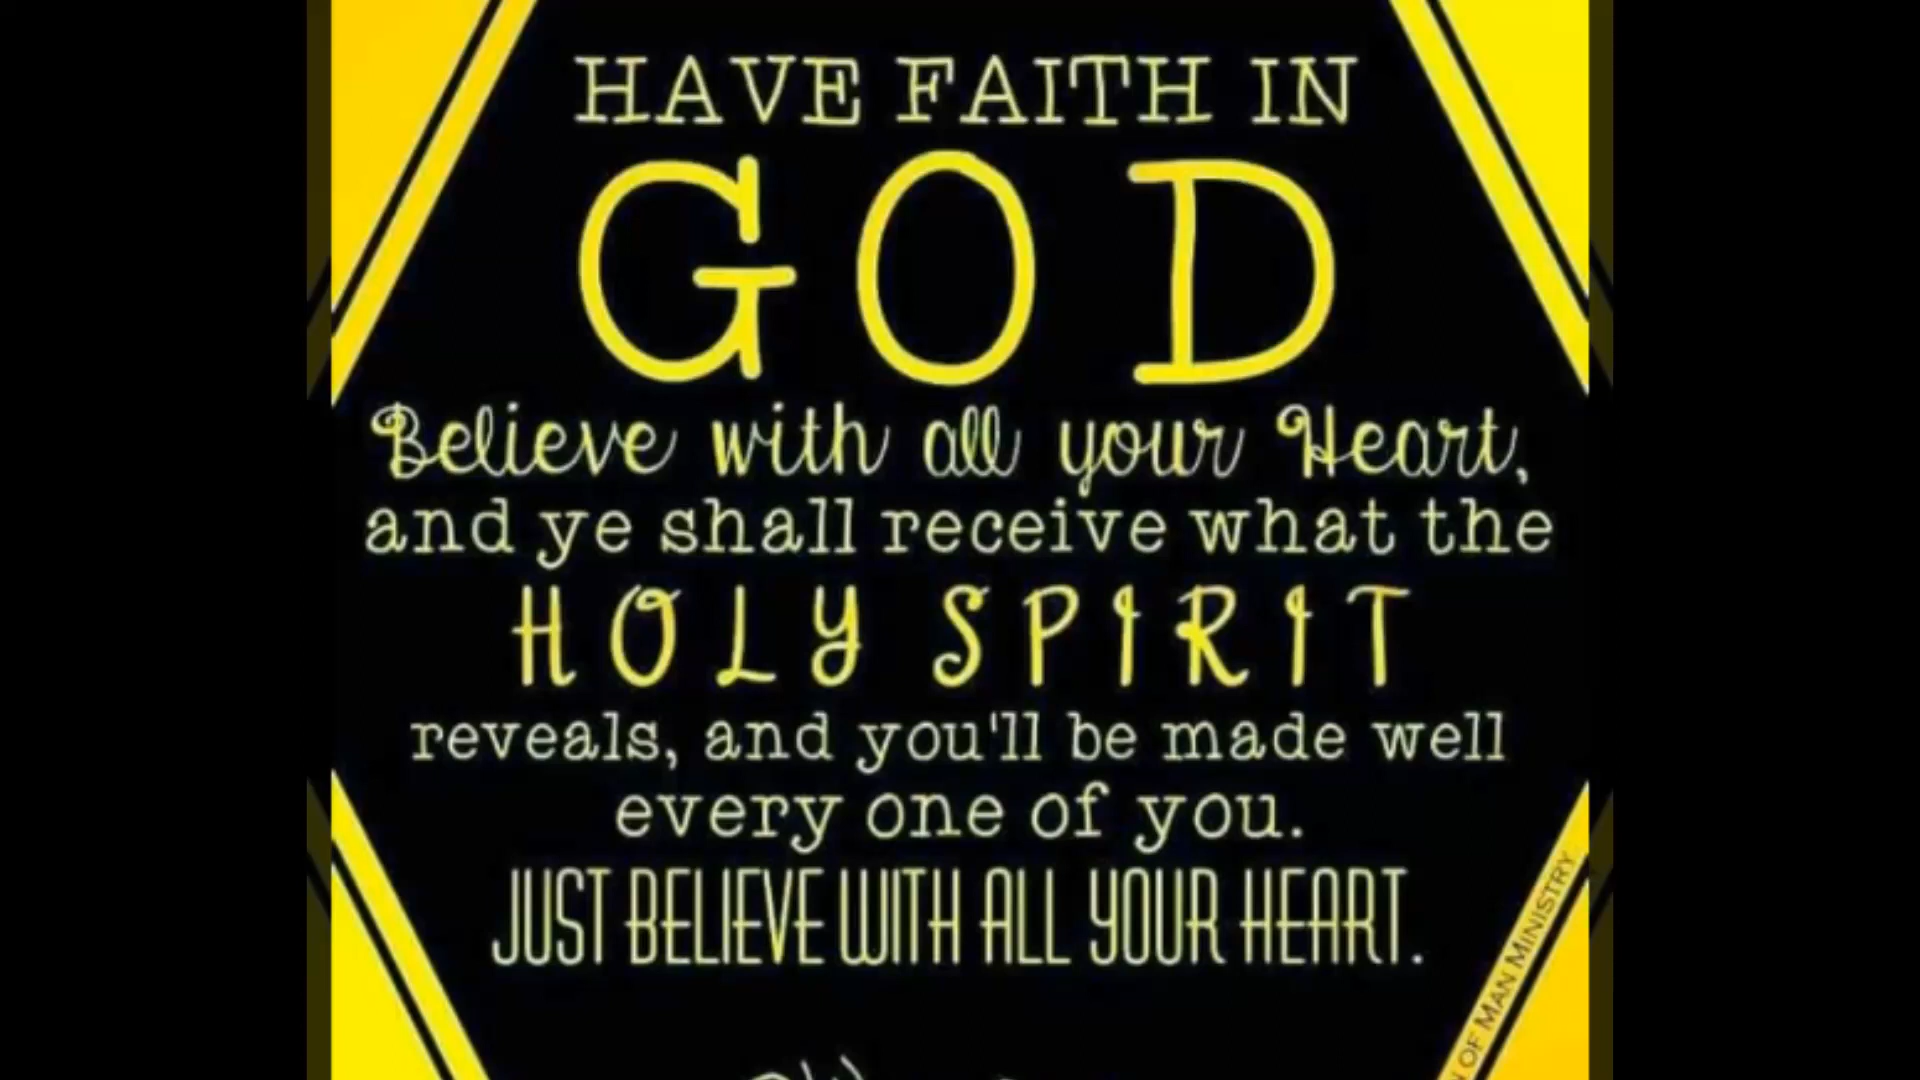 HAVE FAITH IN
GOD
Believe with all your Heart,
and ye shall receive what the
HOLY SPIRIT
reveals, and you'll be made well
every one of you.
JUST BELIEVE WITH ALL YOUR HEART.
OF MAN MINISTRY